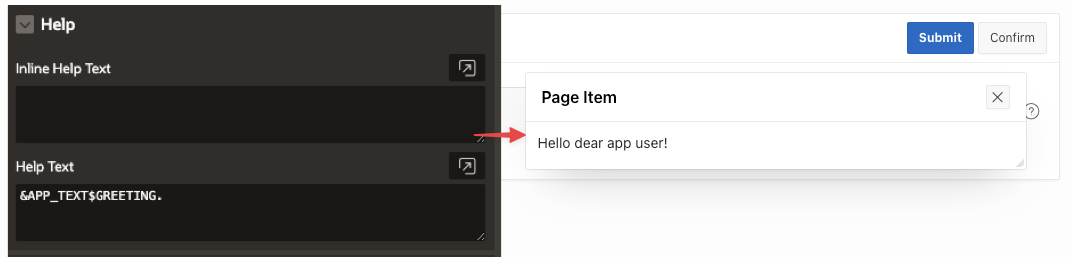 Help
Inline Help Text
Help Text
&APP_TEXT$GREETING.
Submit
Confirm
Page Item
Hello dear app user!